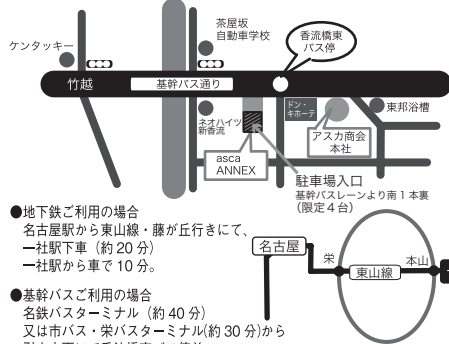 茶屋坂
自動車学校
ケンタッキー
香流橋東
バス停
竹越
基幹バス通り
ネオハイツ
新香流
ドン・
キホーテ
東邦浴槽
アスカ商会
本社
asca
ANNEX
駐車場入口
基幹バスレーンより南1本裏
(限定4台)
●地下鉄ご利用の場合
名古屋駅から東山線・藤が丘行きにて、
一社駅下車（約20分）
一社駅から車で10分。
名古屋
栄
東山線
本山
●基幹バスご利用の場合
名鉄バスターミナル（約40分）
又は市バス・栄バスターミナル(約30分)から